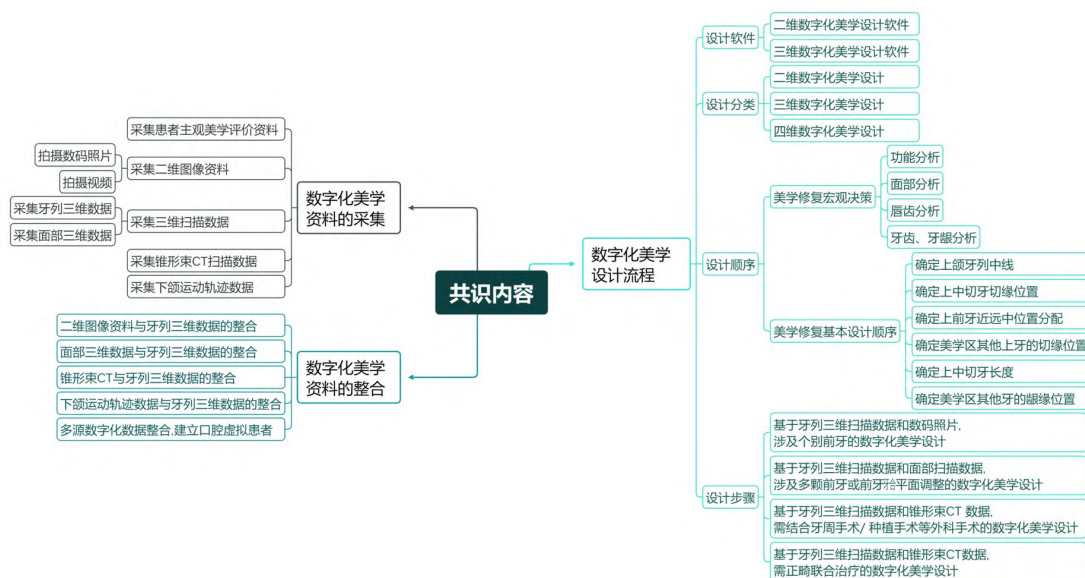 共识内容
数字化美学
资料的采集
采集患者主观美学评价资料
采集二维图像资料
拍摄数码照片
拍摄视频
采集三维扫描数据
采集牙列三维数据
采集面部三维数据
采集锥形束CT扫描数据
采集下颌运动轨迹数据
数字化美学
资料的整合
二维图像资料与牙列三维数据的整合
面部三维数据与牙列三维数据的整合
锥形束CT与牙列三维数据的整合
下颌运动轨迹数据与牙列三维数据的整合
多源数字化数据整合,建立口腔虚拟患者
数字化美学
设计流程
设计软件
二维数字化美学设计软件
三维数字化美学设计软件
设计分类
二维数字化美学设计
三维数字化美学设计
四维数字化美学设计
设计顺序
美学修复宏观决策
功能分析
面部分析
唇齿分析
牙齿、牙龈分析
美学修复基本设计顺序
确定上颌牙列中线
确定上中切牙切缘位置
确定上前牙近远中位置分配
确定美学区其他上牙的切缘位置
确定上中切牙长度
确定美学区其他牙的龈缘位置
设计步骤
基于牙列三维扫描数据和数码照片,
涉及个别前牙的数字化美学设计
基于牙列三维扫描数据和面部扫描数据,
涉及多颗前牙或前牙𬌗平面调整的数字化美学设计
基于牙列三维扫描数据和锥形束CT 数据,
需结合牙周手术/ 种植手术等外科手术的数字化美学设计
基于牙列三维扫描数据和锥形束CT数据,
需正畸联合治疗的数字化美学设计